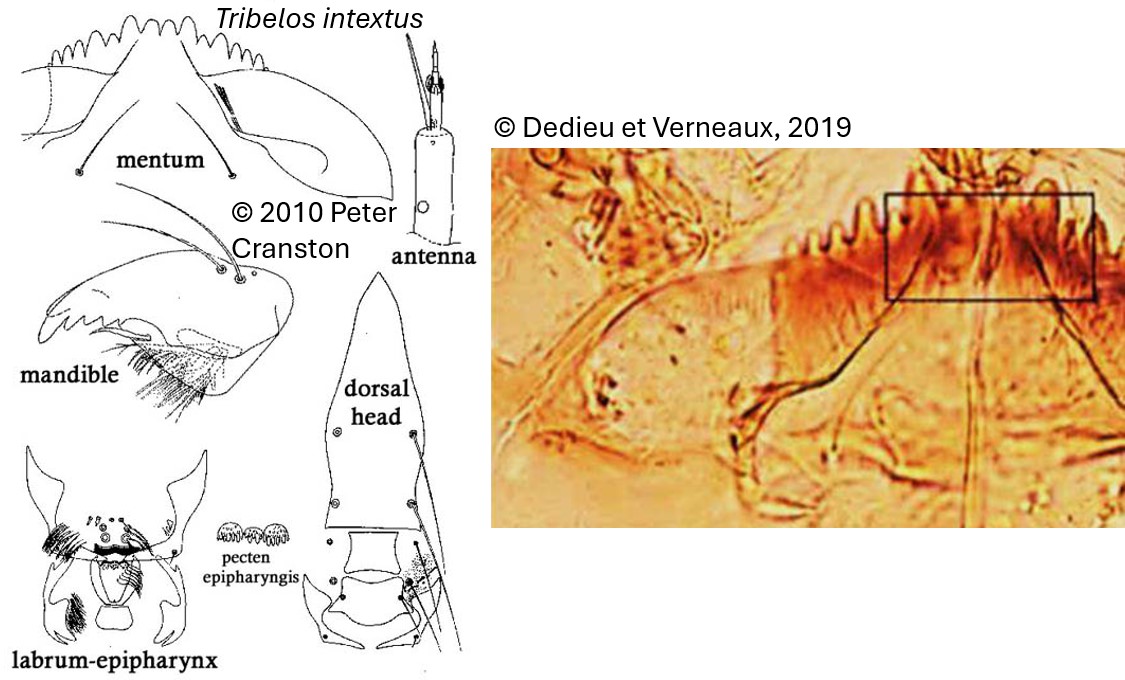 Tribelos intextus
mentum
© 2010 Peter
Cranston
antenna
mandible
dorsal
head
pecten
epipharyngis
labrum-epipharynx
© Dedieu et Verneaux, 2019